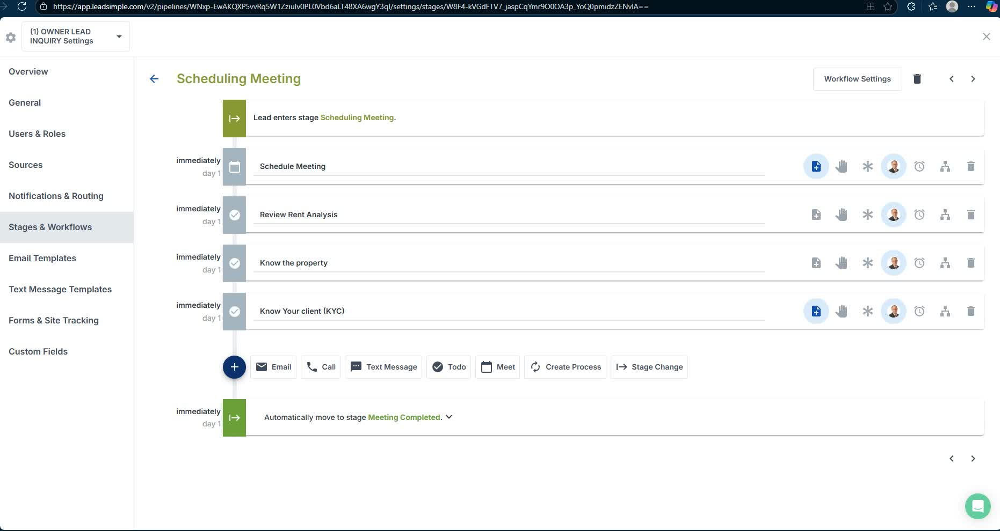 https://app.leadsimple.com/v2/pipelines/WNxp-EwAKQXP5vvRq5W1Zziulv0PL0Vbd6aLT48XA6wgY3qI/settings/stages/W8F4-kVGdFTV7_jaspCqYmr9O0OA3p_YoQ0pmidzZENvIA==
(1) OWNER LEAD
INQUIRY Settings
Overview
General
Users & Roles
Sources
Notifications & Routing
Stages & Workflows
Email Templates
Text Message Templates
Forms & Site Tracking
Custom Fields
Scheduling Meeting
Workflow Settings
Lead enters stage Scheduling Meeting.
immediately
day 1
Schedule Meeting
immediately
day 1
Review Rent Analysis
immediately
day 1
Know the property
immediately
day 1
Know Your client (KYC)
Email
Call
Text Message
Todo
Meet
Create Process
Stage Change
immediately
day 1
Automatically move to stage Meeting Completed.